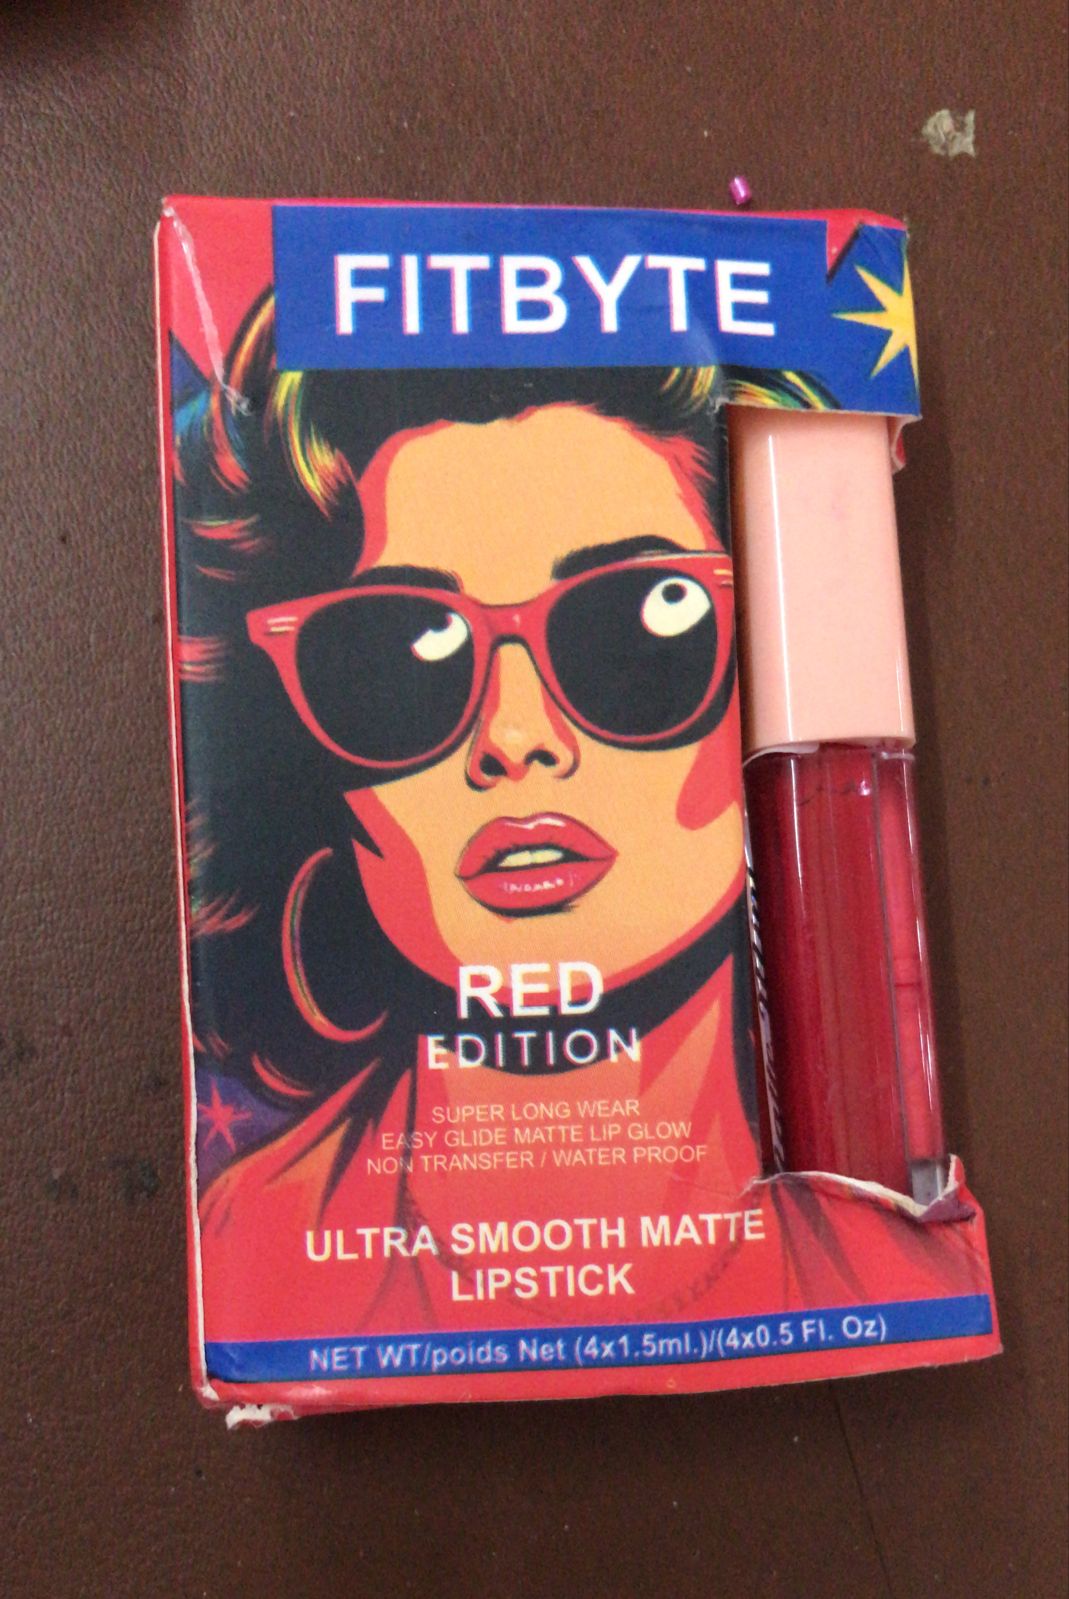 FITBYTE
RED
EDITION
SUPER LONG WEAR
EASY GLIDE MATTE LIP GLOW
NON TRANSFER / WATER PROOF
ULTRA SMOOTH MATTE
LIPSTICK
NET WT/poids Net (4x1.5ml.)/(4x0.5 Fl. Oz)